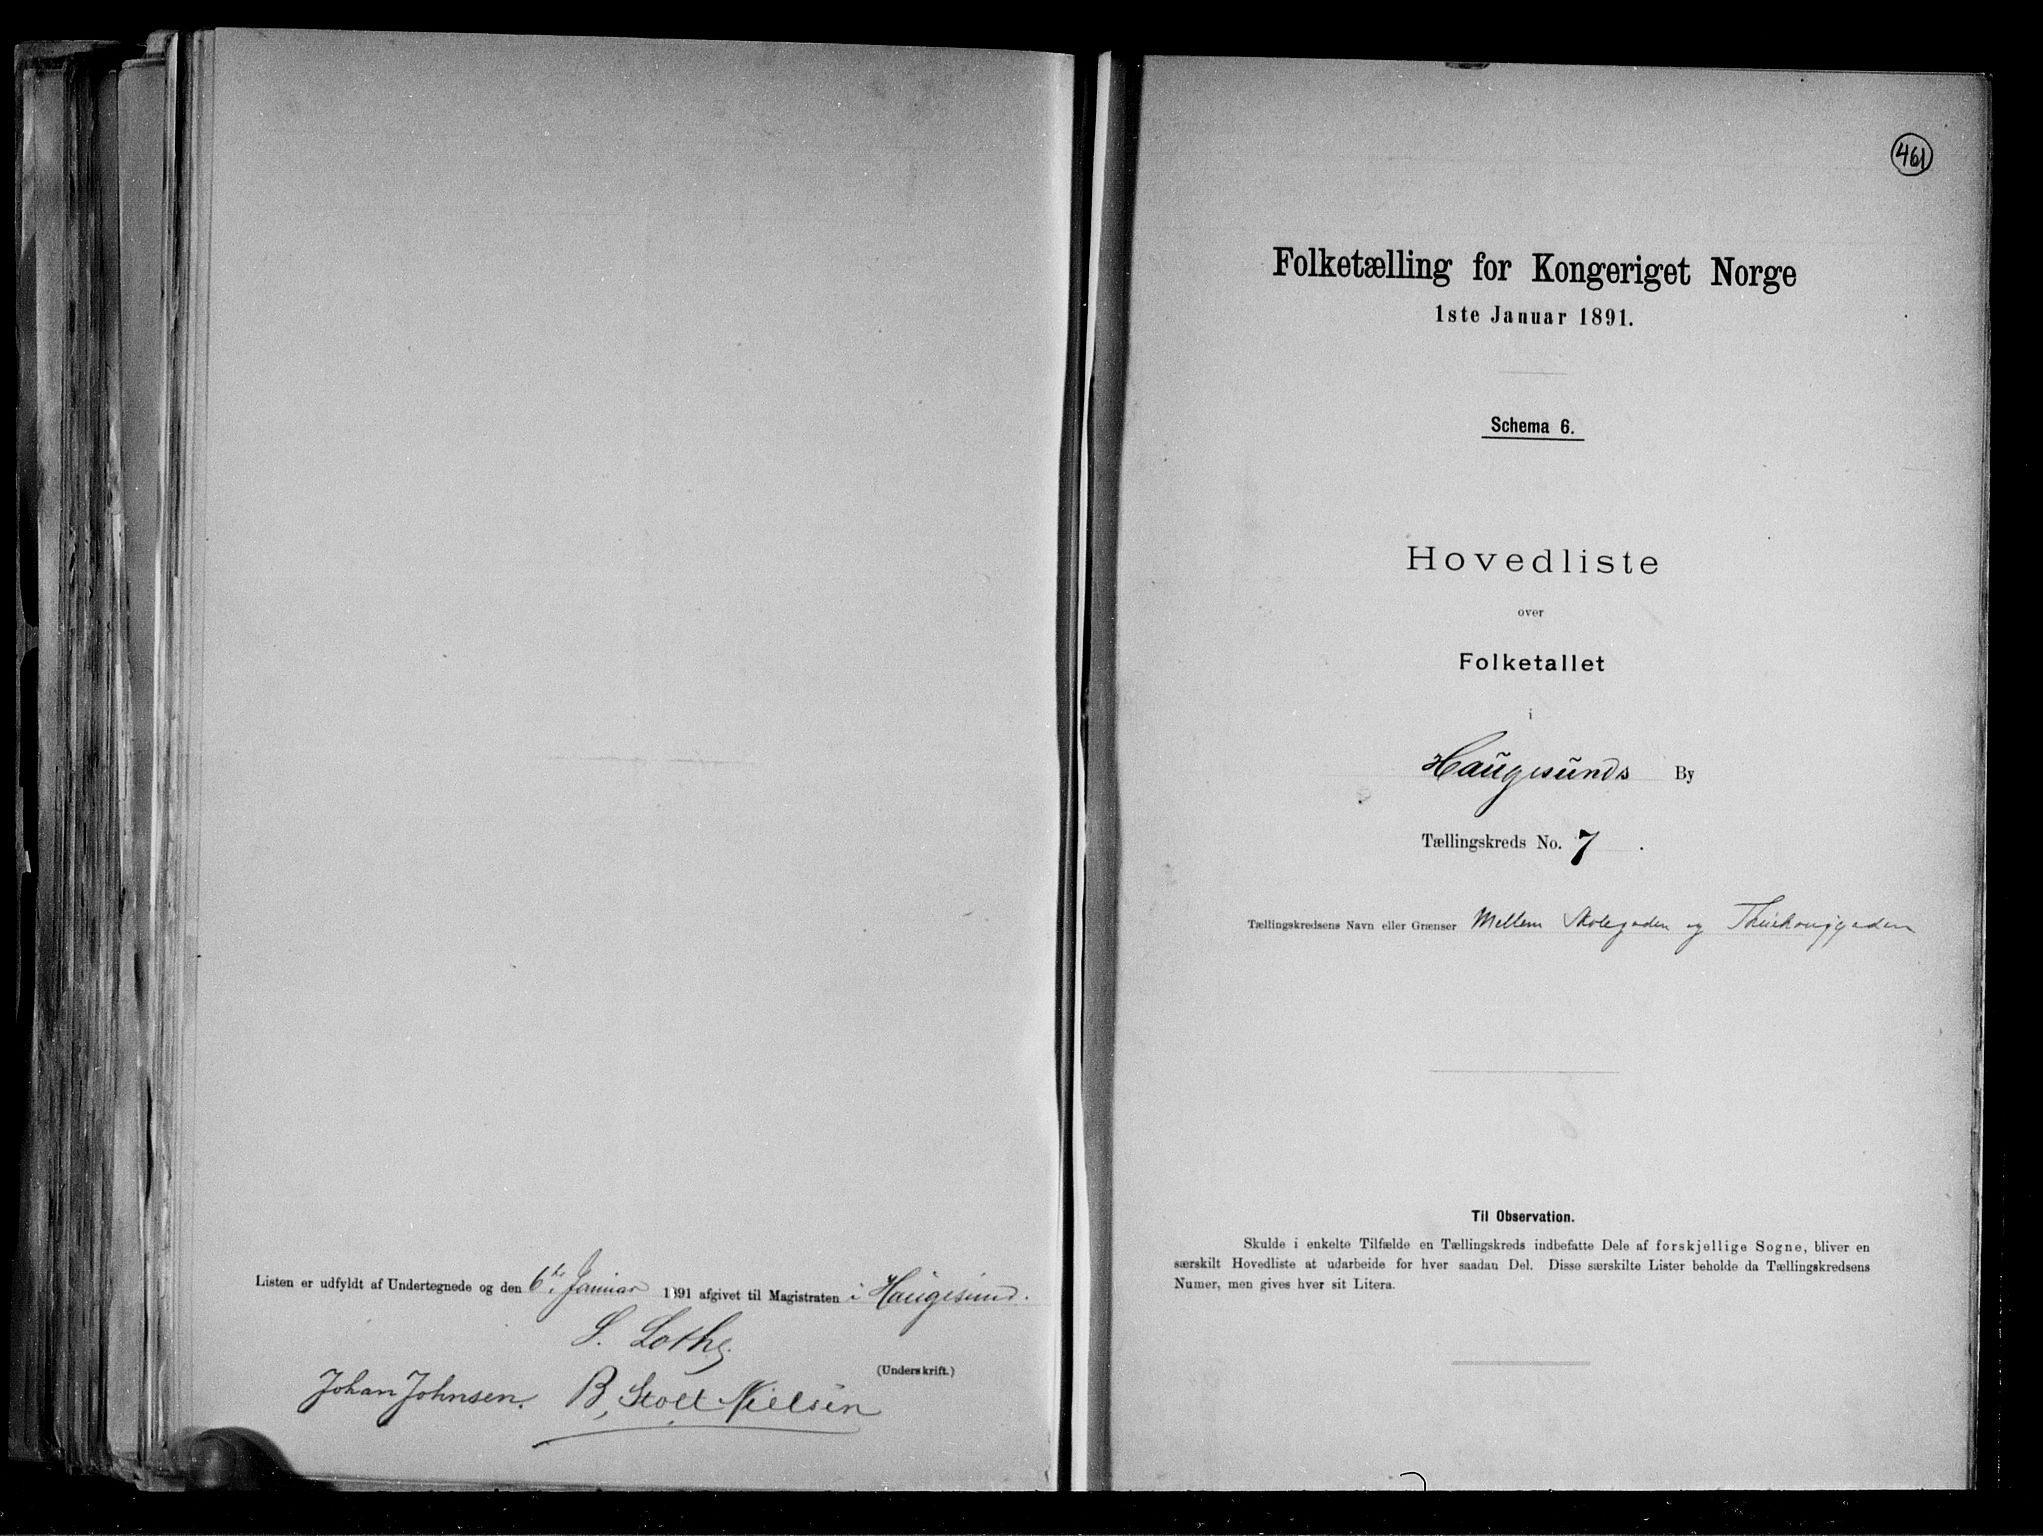 Listen er udfyldt af Undertegnede og den 6te Januar 1891 afgivet til Magistraten i Haugesund.
S. Lothe
(Underskrift.)
Johan Johnsen. B. Stolt Nielsen
461
Folketælling for Kongeriget Norge
1ste Januar 1891.
Schema 6.
Hovedliste
over
Folketallet
i
Haugesunds By
Tællingskreds No. 7.
Tællingskredsens Navn eller Grænser Mellem Skolegaden og
Til Observation.
Skulde i enkelte Tilfælde en Tællingskreds indbefatte Dele af forskjellige Sogne, bliver en
særskilt Hovedliste at udarbeide for hver saadan Del. Disse særskilte Lister beholde da Tællingskredsens
Numer, men gives hver sit Litera.